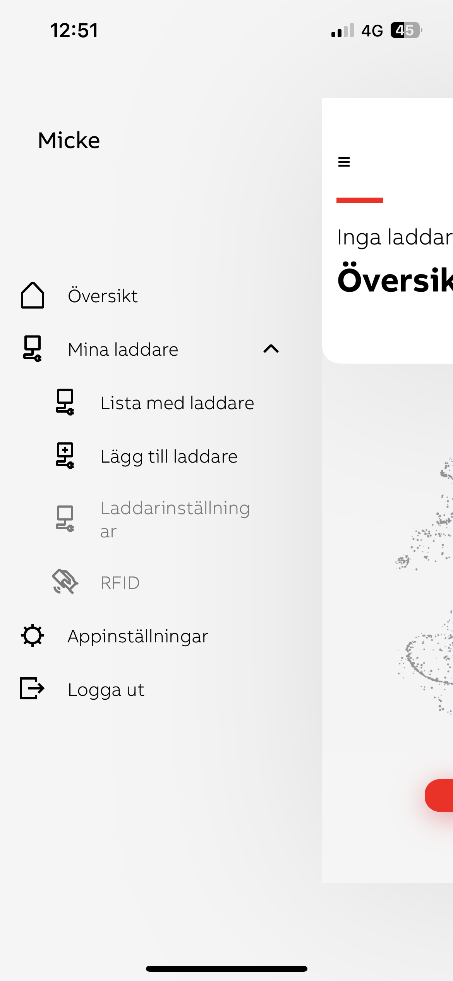 12:51
4G
45
Micke
Inga laddar
Översik
Översikt
Mina laddare
Lista med laddare
Lägg till laddare
Laddarinställning
ar
RFID
Appinställningar
Logga ut